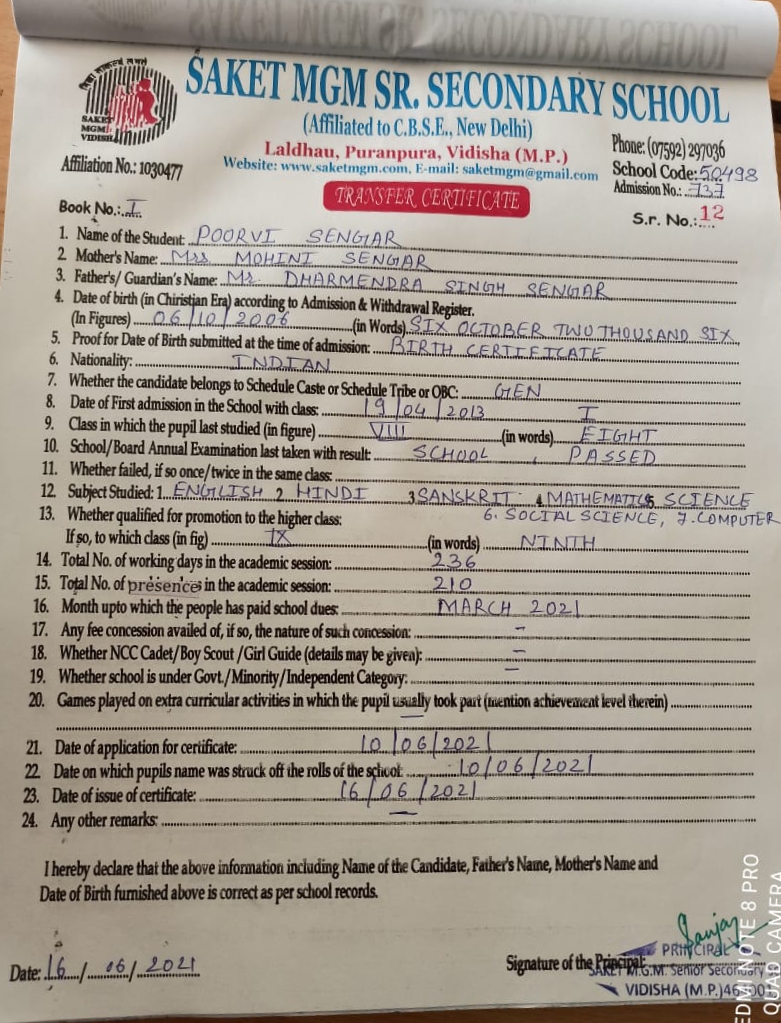 SAKET MGM SR. SECONDARY SCHOOL
SAKET
MGM
VIDISHA
(Affiliated to C.B.S.E., New Delhi)
Laldhau, Puranpura, Vidisha (M.P.)
Website: www.saketmgm.com, E-mail: saketmgm@gmail.com
Phone: (07592) 297036
School Code: 50498
Admission No.: 737
Affiliation No.: 1030477
TRANSFER CERTIFICATE
Book No.: I
S.r. No.: 12
1. Name of the Student: POORVI SENGAR
2. Mother's Name: Mrs. MOHINI SENGAR
3. Father's/ Guardian's Name: Mr. DHARMENDRA SINGH SENGAR
4. Date of birth (in Chiristian Era) according to Admission & Withdrawal Register.
(In Figures) 06/10/2006 (in Words) SIX OCTOBER TWO THOUSAND SIX
5. Proof for Date of Birth submitted at the time of admission: BIRTH CERTIFICATE
6. Nationality: INDIAN
7. Whether the candidate belongs to Schedule Caste or Schedule Tribe or OBC: GEN
8. Date of First admission in the School with class: 19/04/2013 I
9. Class in which the pupil last studied (in figure) VIII (in words) EIGHT
10. School/Board Annual Examination last taken with result: SCHOOL , PASSED
11. Whether failed, if so once/twice in the same class:
12. Subject Studied: 1. ENGLISH 2 HINDI 3 SANSKRIT 4 MATHEMATICS 5 SCIENCE
6. SOCIAL SCIENCE, 7. COMPUTER
13. Whether qualified for promotion to the higher class:
If so, to which class (in fig) IX (in words) NINTH
14. Total No. of working days in the academic session: 236
15. Total No. of presence in the academic session: 210
16. Month upto which the people has paid school dues: MARCH 2021
17. Any fee concession availed of, if so, the nature of such concession: –
18. Whether NCC Cadet/Boy Scout /Girl Guide (details may be given): –
19. Whether school is under Govt./Minority/Independent Category: –
20. Games played on extra curricular activities in which the pupil usually took part (mention achievement level therein)
21. Date of application for certificate: 10/06/2021
22. Date on which pupils name was struck off the rolls of the school: 10/06/2021
23. Date of issue of certificate: 16/06/2021
24. Any other remarks: —
I hereby declare that the above information including Name of the Candidate, Father's Name, Mother's Name and
Date of Birth furnished above is correct as per school records.
Date: 16/06/2021
Sanjay
Signature of the Principal
PRINCIPAL
SAKET M.G.M. Senior Secondary
VIDISHA (M.P.)
EDMI NOTE 8 PRO
QUAD CAMERA